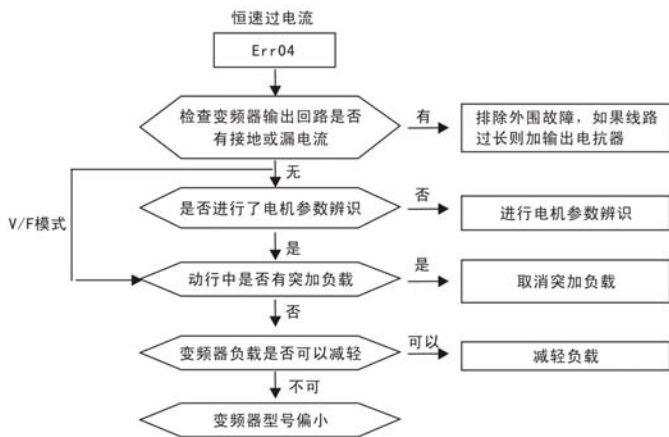 恒速过电流
Err04
检查变频器输出回路是否
有接地或漏电流
有
排除外围故障，如果线路
过长则加输出电抗器
无
V/F模式
是否进行了电机参数辨识
否
进行电机参数辨识
是
动行中是否有突加负载
是
取消突加负载
否
变频器负载是否可以减轻
可以
减轻负载
不可
变频器型号偏小